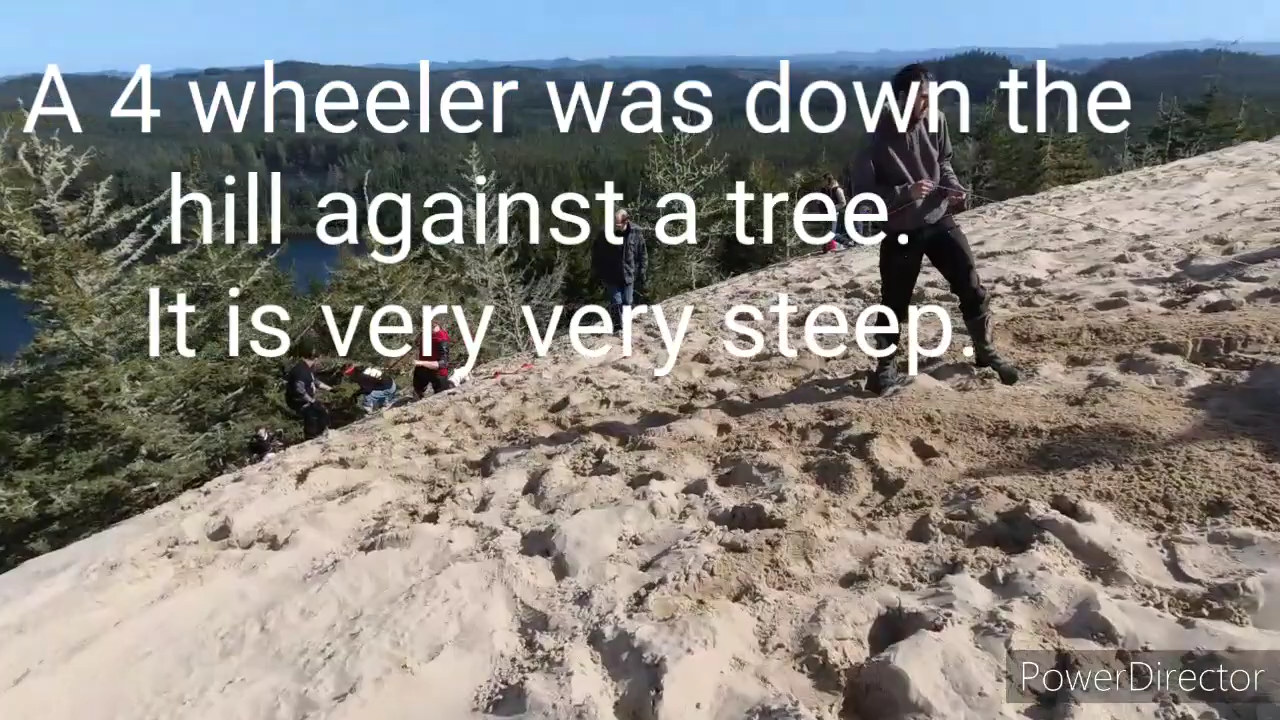 A 4 wheeler was down the
hill against a tree.
It is very very steep.
PowerDirector